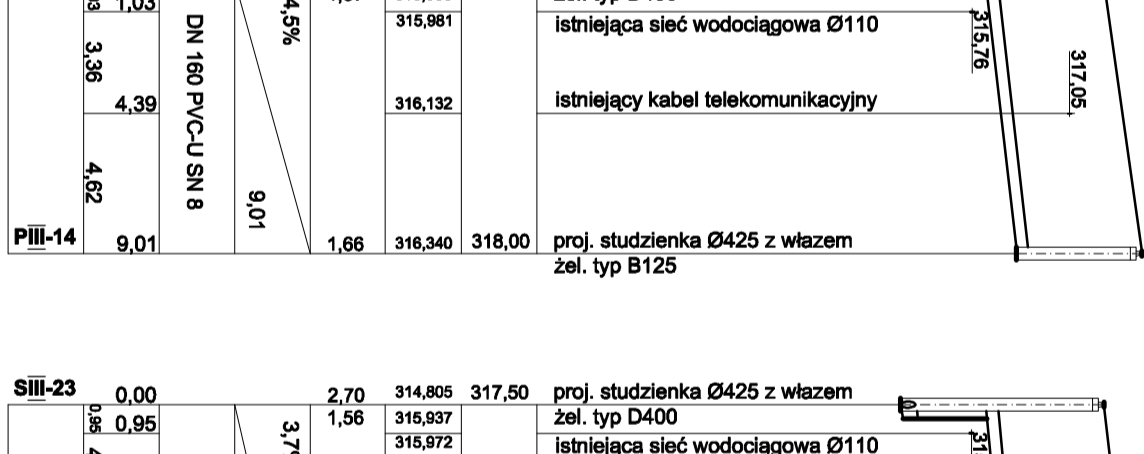 1,03
4,5%
315,981
istniejąca sieć wodociągowa Ø110
315,76
DN 160 PVC-U SN 8
3,36
317,05
4,39
316,132
istniejący kabel telekomunikacyjny
4,62
9,01
PIII-14
9,01
1,66
316,340
318,00
proj. studzienka Ø425 z włazem
żel. typ B125
SIII-23
0,00
2,70
314,805
317,50
proj. studzienka Ø425 z włazem
0,95
0,95
1,56
315,937
żel. typ D400
315,972
istniejąca sieć wodociągowa Ø110